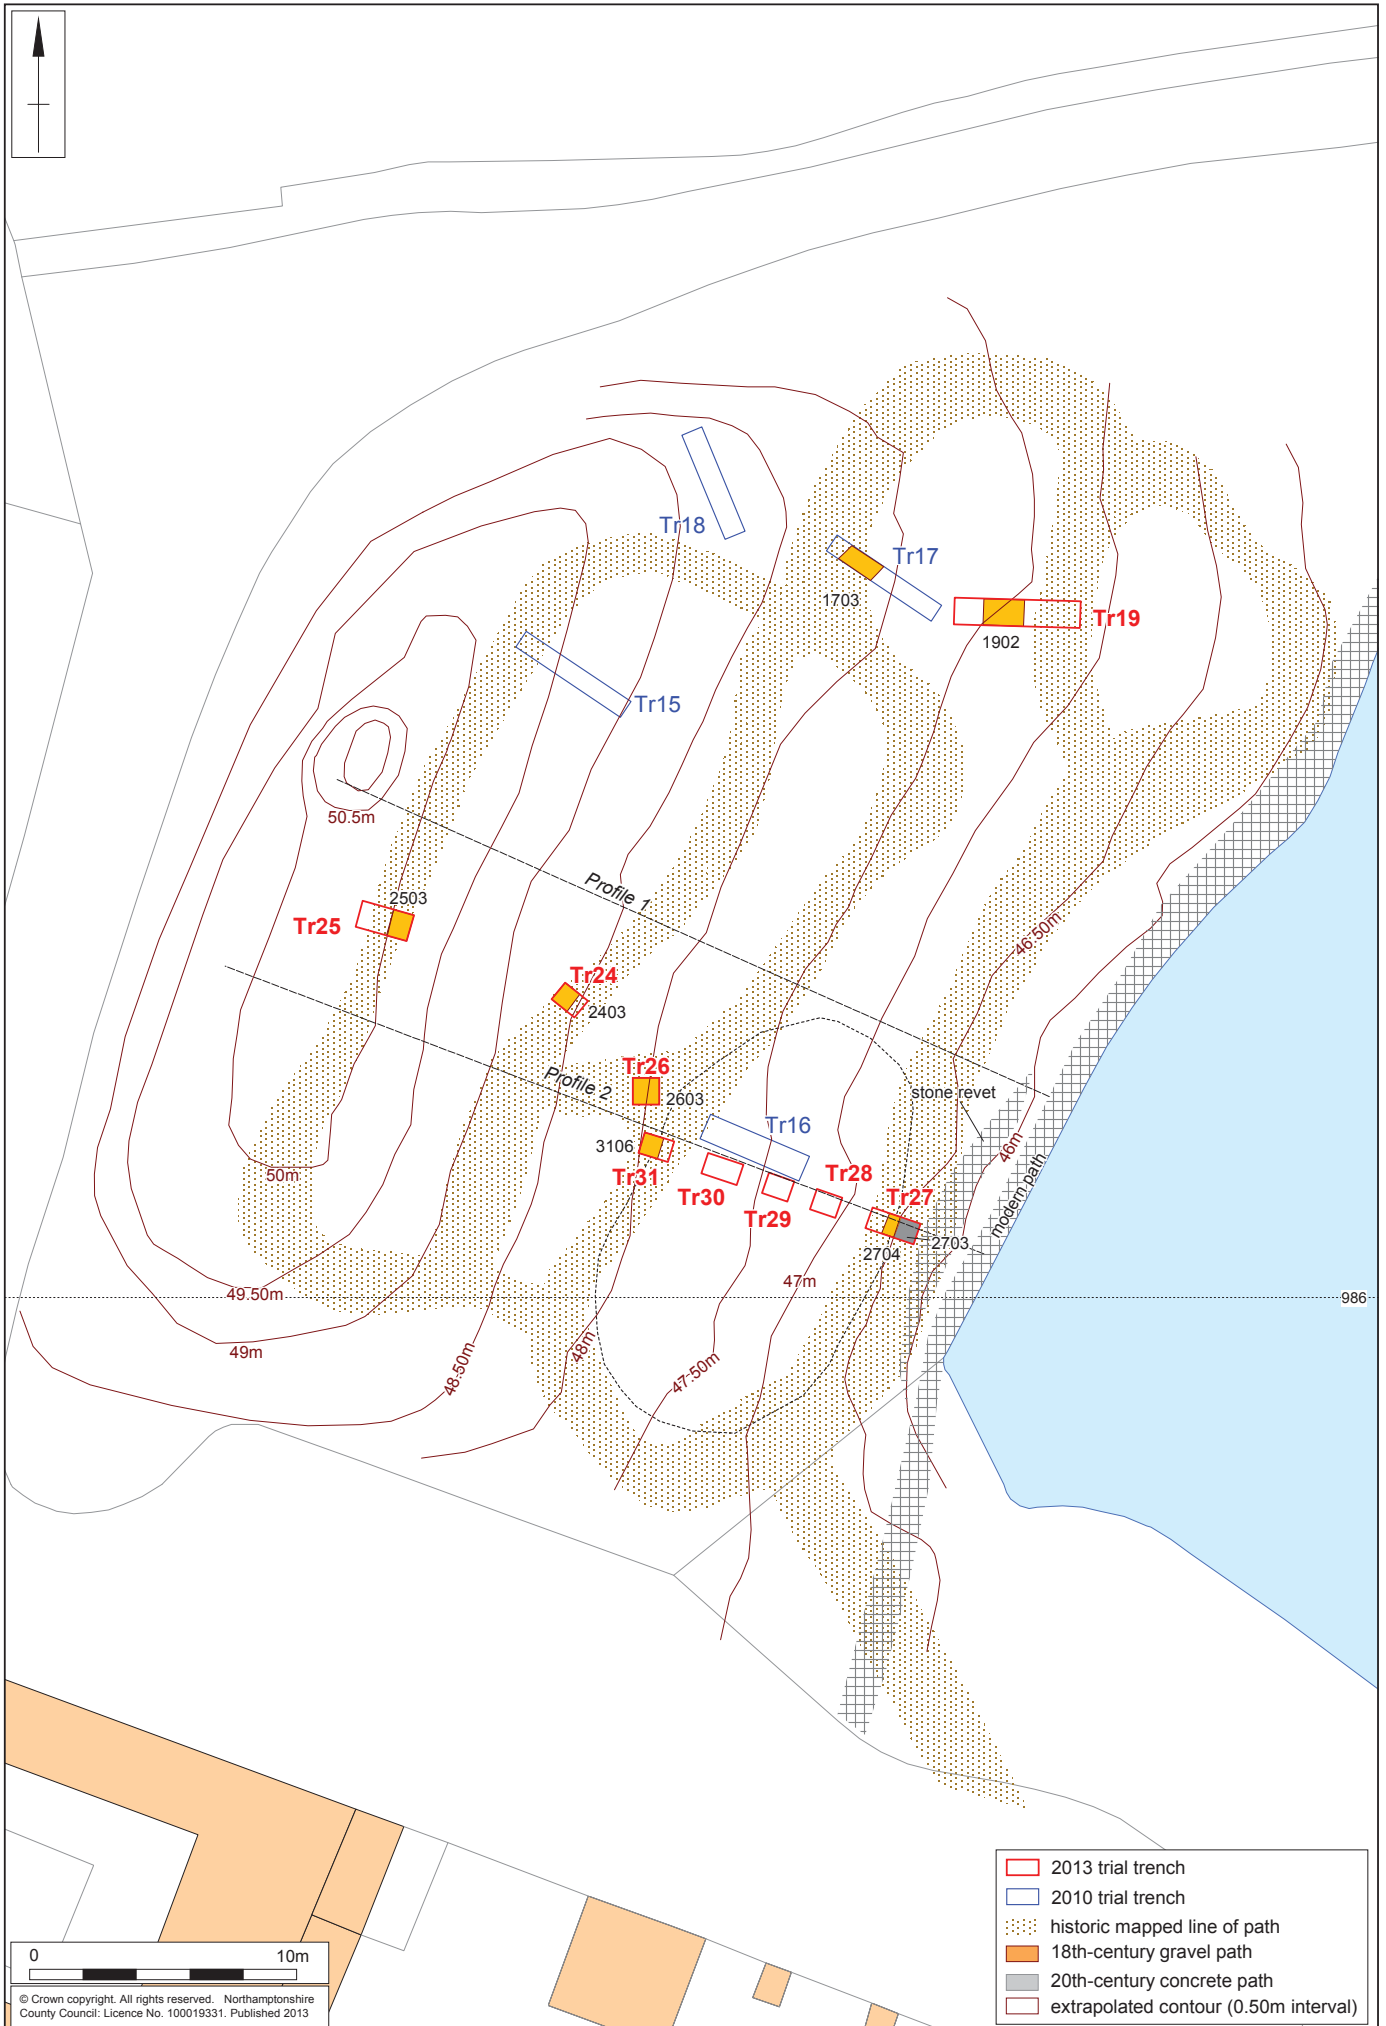 Tr18
Tr17
1703
Tr19
1902
Tr15
50.5m
Profile 1
2503
Tr25
46.50m
Tr24
2403
Tr26
Profile 2
2603
stone revet
Tr16
3106
46m
Tr31
50m
Tr30
Tr28
Tr29
Tr27
modern path
2703
2704
47m
49.50m
986
49m
48m
48.50m
47.50m
2013 trial trench
2010 trial trench
historic mapped line of path
18th-century gravel path
20th-century concrete path
extrapolated contour (0.50m interval)
0 10m
© Crown copyright. All rights reserved. Northamptonshire
County Council: Licence No. 100019331. Published 2013